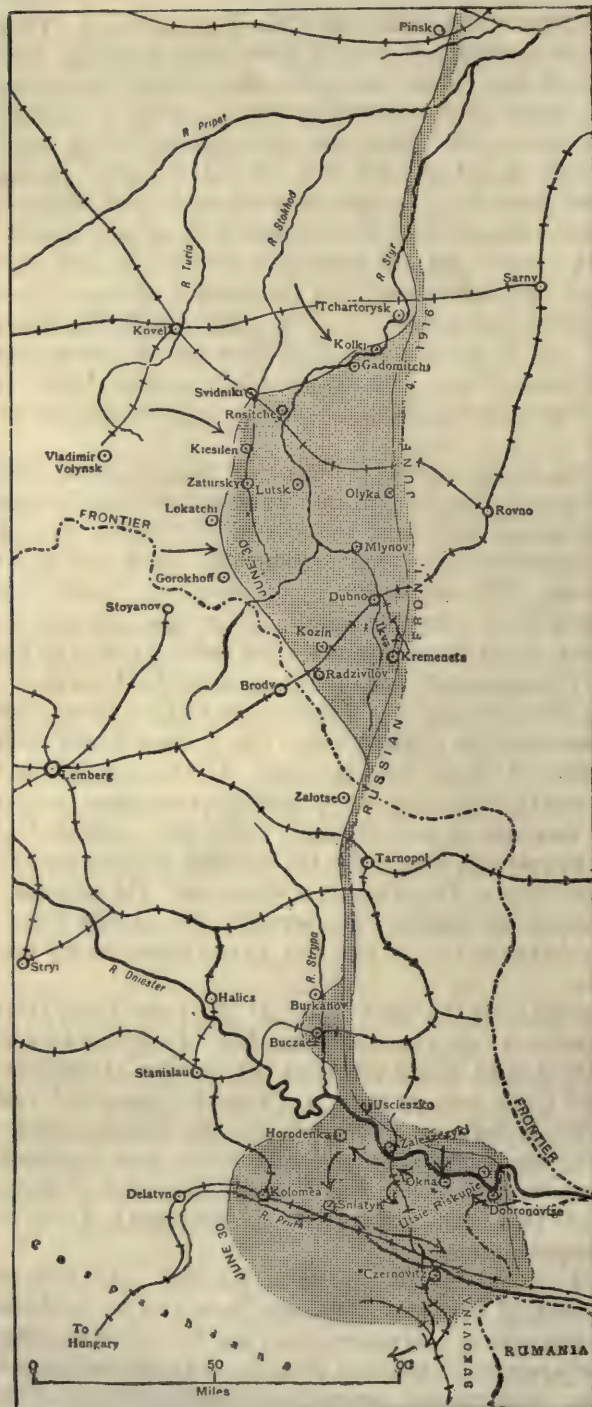 Pinsk
R Pripet
R Stokhod
R Turia
R Styr
Sarny
Tchartorysk
Kovel
Kolki
Gadomitchi
Svidniki
Rositche
Kiesilen
Vladimir
Volynsk
Zatursky
Lutsk
Olyka
Rovno
Lokatchi
FRONTIER
JUNE 30
Mlynov
Gorokhoff
Dubno
Stoyanov
Ikva
Kozin
Kremenets
Radzivilov
Brody
RUSSIAN FRONT, JUNE 4, 1916
Lemberg
Zalotse
Tarnopol
Stryi
R. Dniester
R. Strypa
Halicz
Burkanov
Buczacz
Stanislau
Uscieszko
FRONTIER
Horodenka
Zaleszczyki
Okna
Utsie Biskupie
Delatyn
Kolomea
Sniatyn
Dobronovtse
R. Pruth
JUNE 30
Czernovitz
To
Hungary
BUKOVINA
RUMANIA
0 50 90
Miles